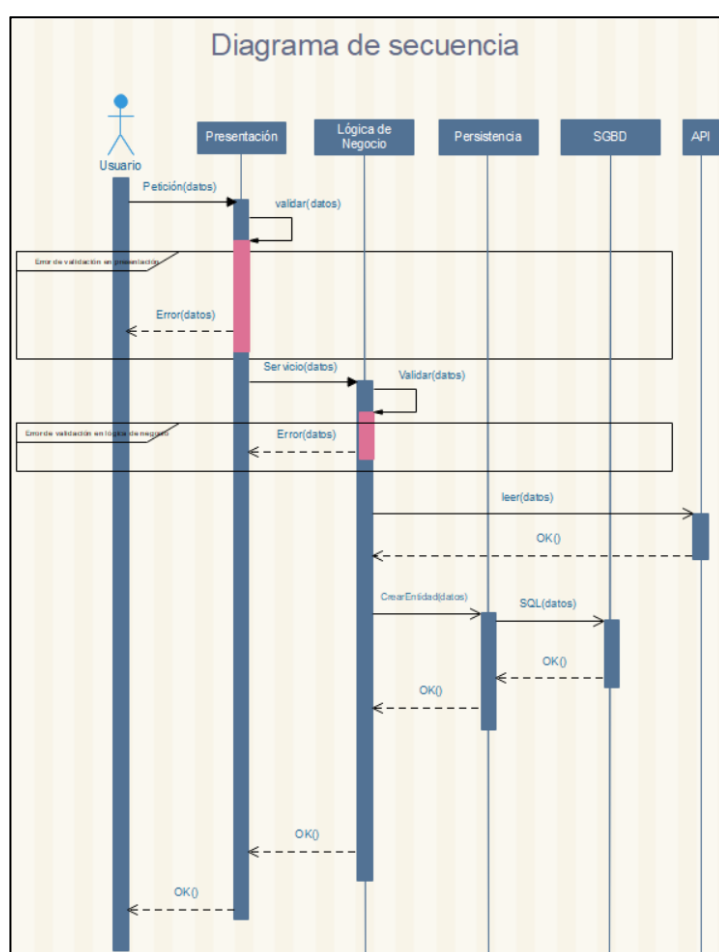 Diagrama de secuencia
Usuario
Presentación
Lógica de
Negocio
Persistencia
SGBD
API
Petición(datos)
validar(datos)
Error de validación en presentación
Error(datos)
Servicio(datos)
Validar(datos)
Error de validación en lógica de negocio
Error(datos)
leer(datos)
OK()
CrearEntidad(datos)
SQL(datos)
OK()
OK()
OK()
OK()